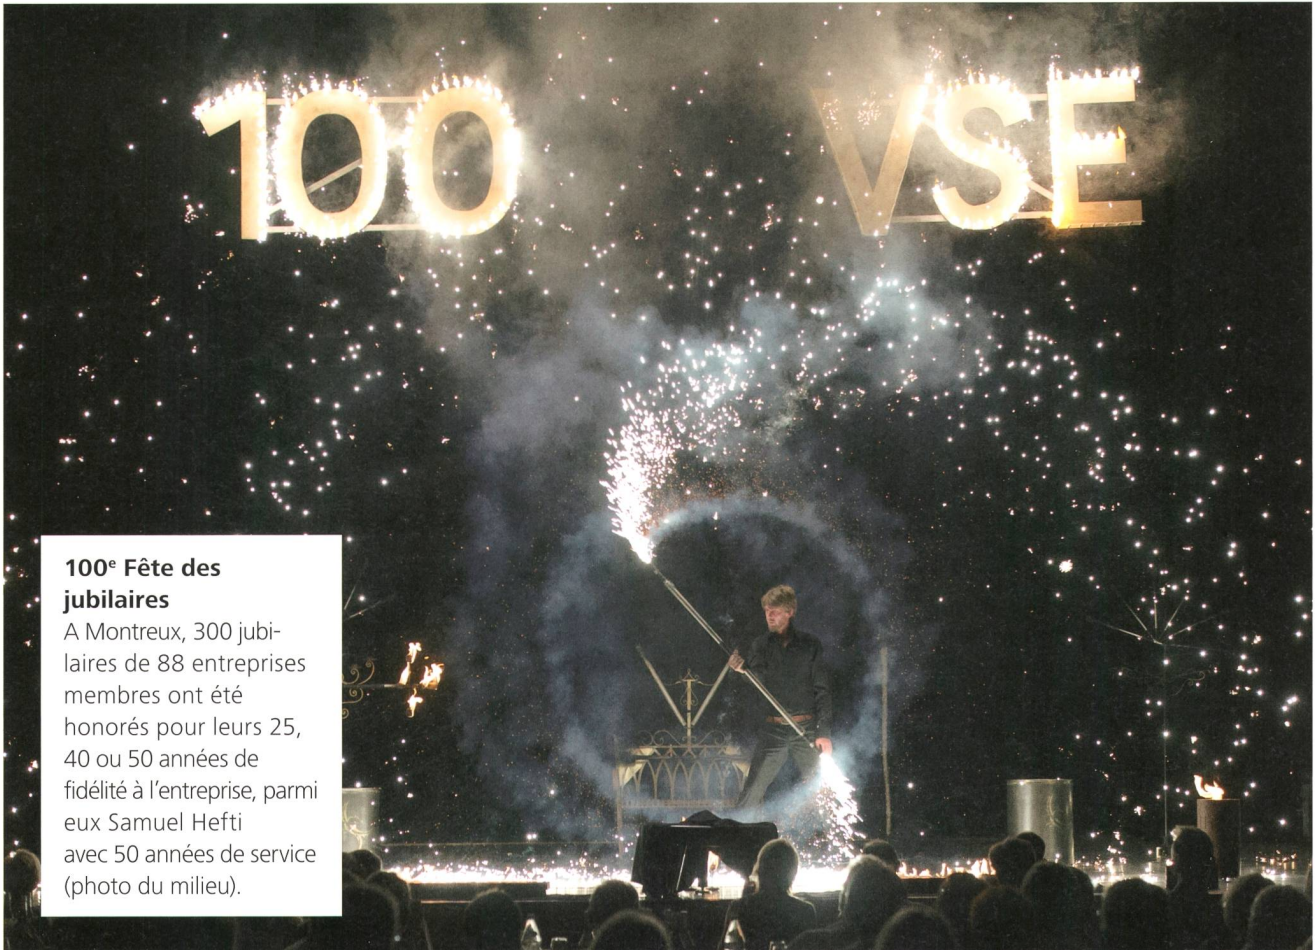 100 VSE
100e Fête des
jubilaires
A Montreux, 300 jubi-
laires de 88 entreprises
membres ont été
honorés pour leurs 25,
40 ou 50 années de
fidélité à l'entreprise, parmi
eux Samuel Hefti
avec 50 années de service
(photo du milieu).